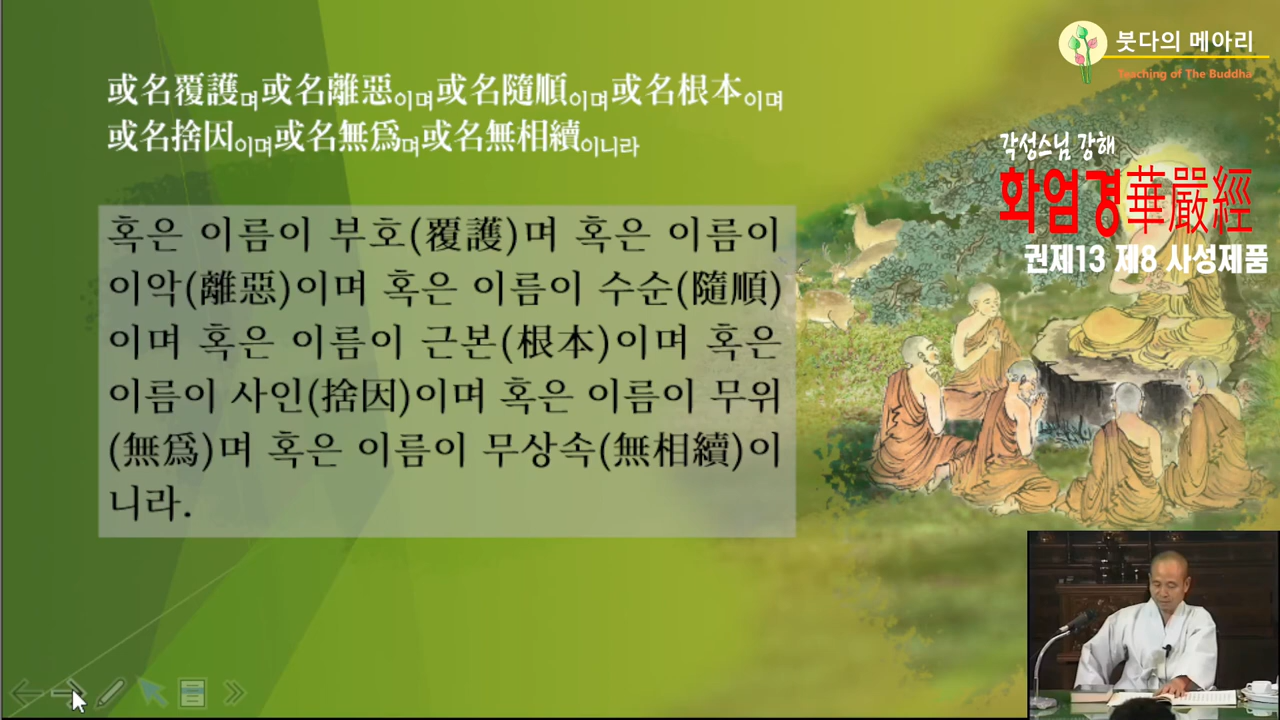 或名覆護며或名離惡이며或名隨順이며或名根本이며
或名捨因이며或名無爲며或名無相續이니라
혹은 이름이 부호(覆護)며 혹은 이름이
이악(離惡)이며 혹은 이름이 수순(隨順)
이며 혹은 이름이 근본(根本)이며 혹은
이름이 사인(捨因)이며 혹은 이름이 무위
(無爲)며 혹은 이름이 무상속(無相續)이
니라.
붓다의 메아리
Teaching of The Buddha
각성스님 강해
화엄경華嚴經
권제13 제8 사성제품